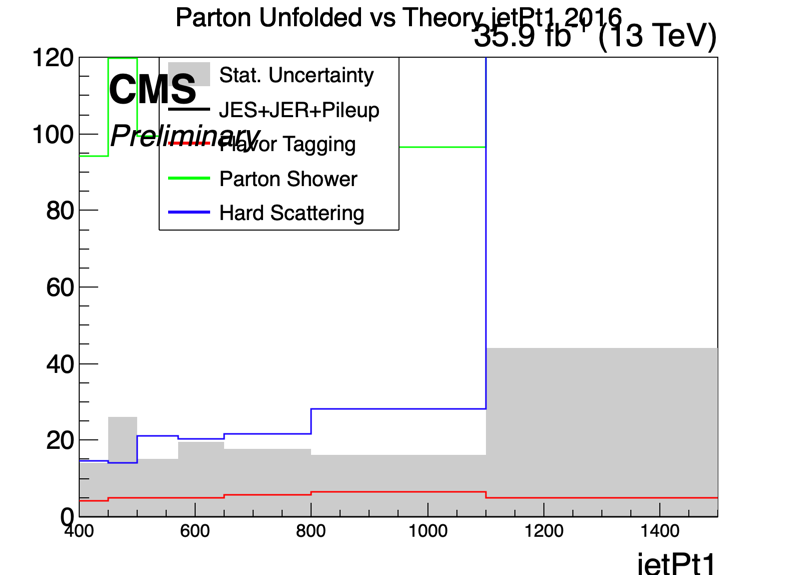 Parton Unfolded vs Theory jetPt1 2016
35.9 fb⁻¹ (13 TeV)
CMS
Preliminary
Stat. Uncertainty
JES+JER+Pileup
Flavor Tagging
Parton Shower
Hard Scattering
120
100
80
60
40
20
0
400 600 800 1000 1200 1400
jetPt1